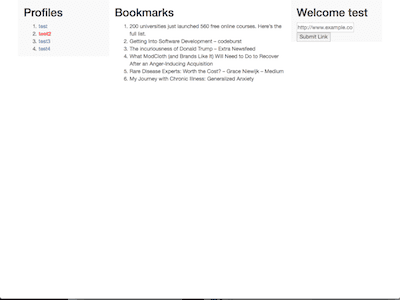 Profiles
1. test
2. test2
3. test3
4. test4
Bookmarks
1. 200 universities just launched 560 free online courses. Here's the
full list.
2. Getting Into Software Development – codeburst
3. The incuriousness of Donald Trump – Extra Newsfeed
4. What ModCloth (and Brands Like It) Will Need to Do to Recover
After an Anger-Inducing Acquisition
5. Rare Disease Experts: Worth the Cost? – Grace Niewijk – Medium
6. My Journey with Chronic Illness: Generalized Anxiety
Welcome test
http://www.example.co
Submit Link